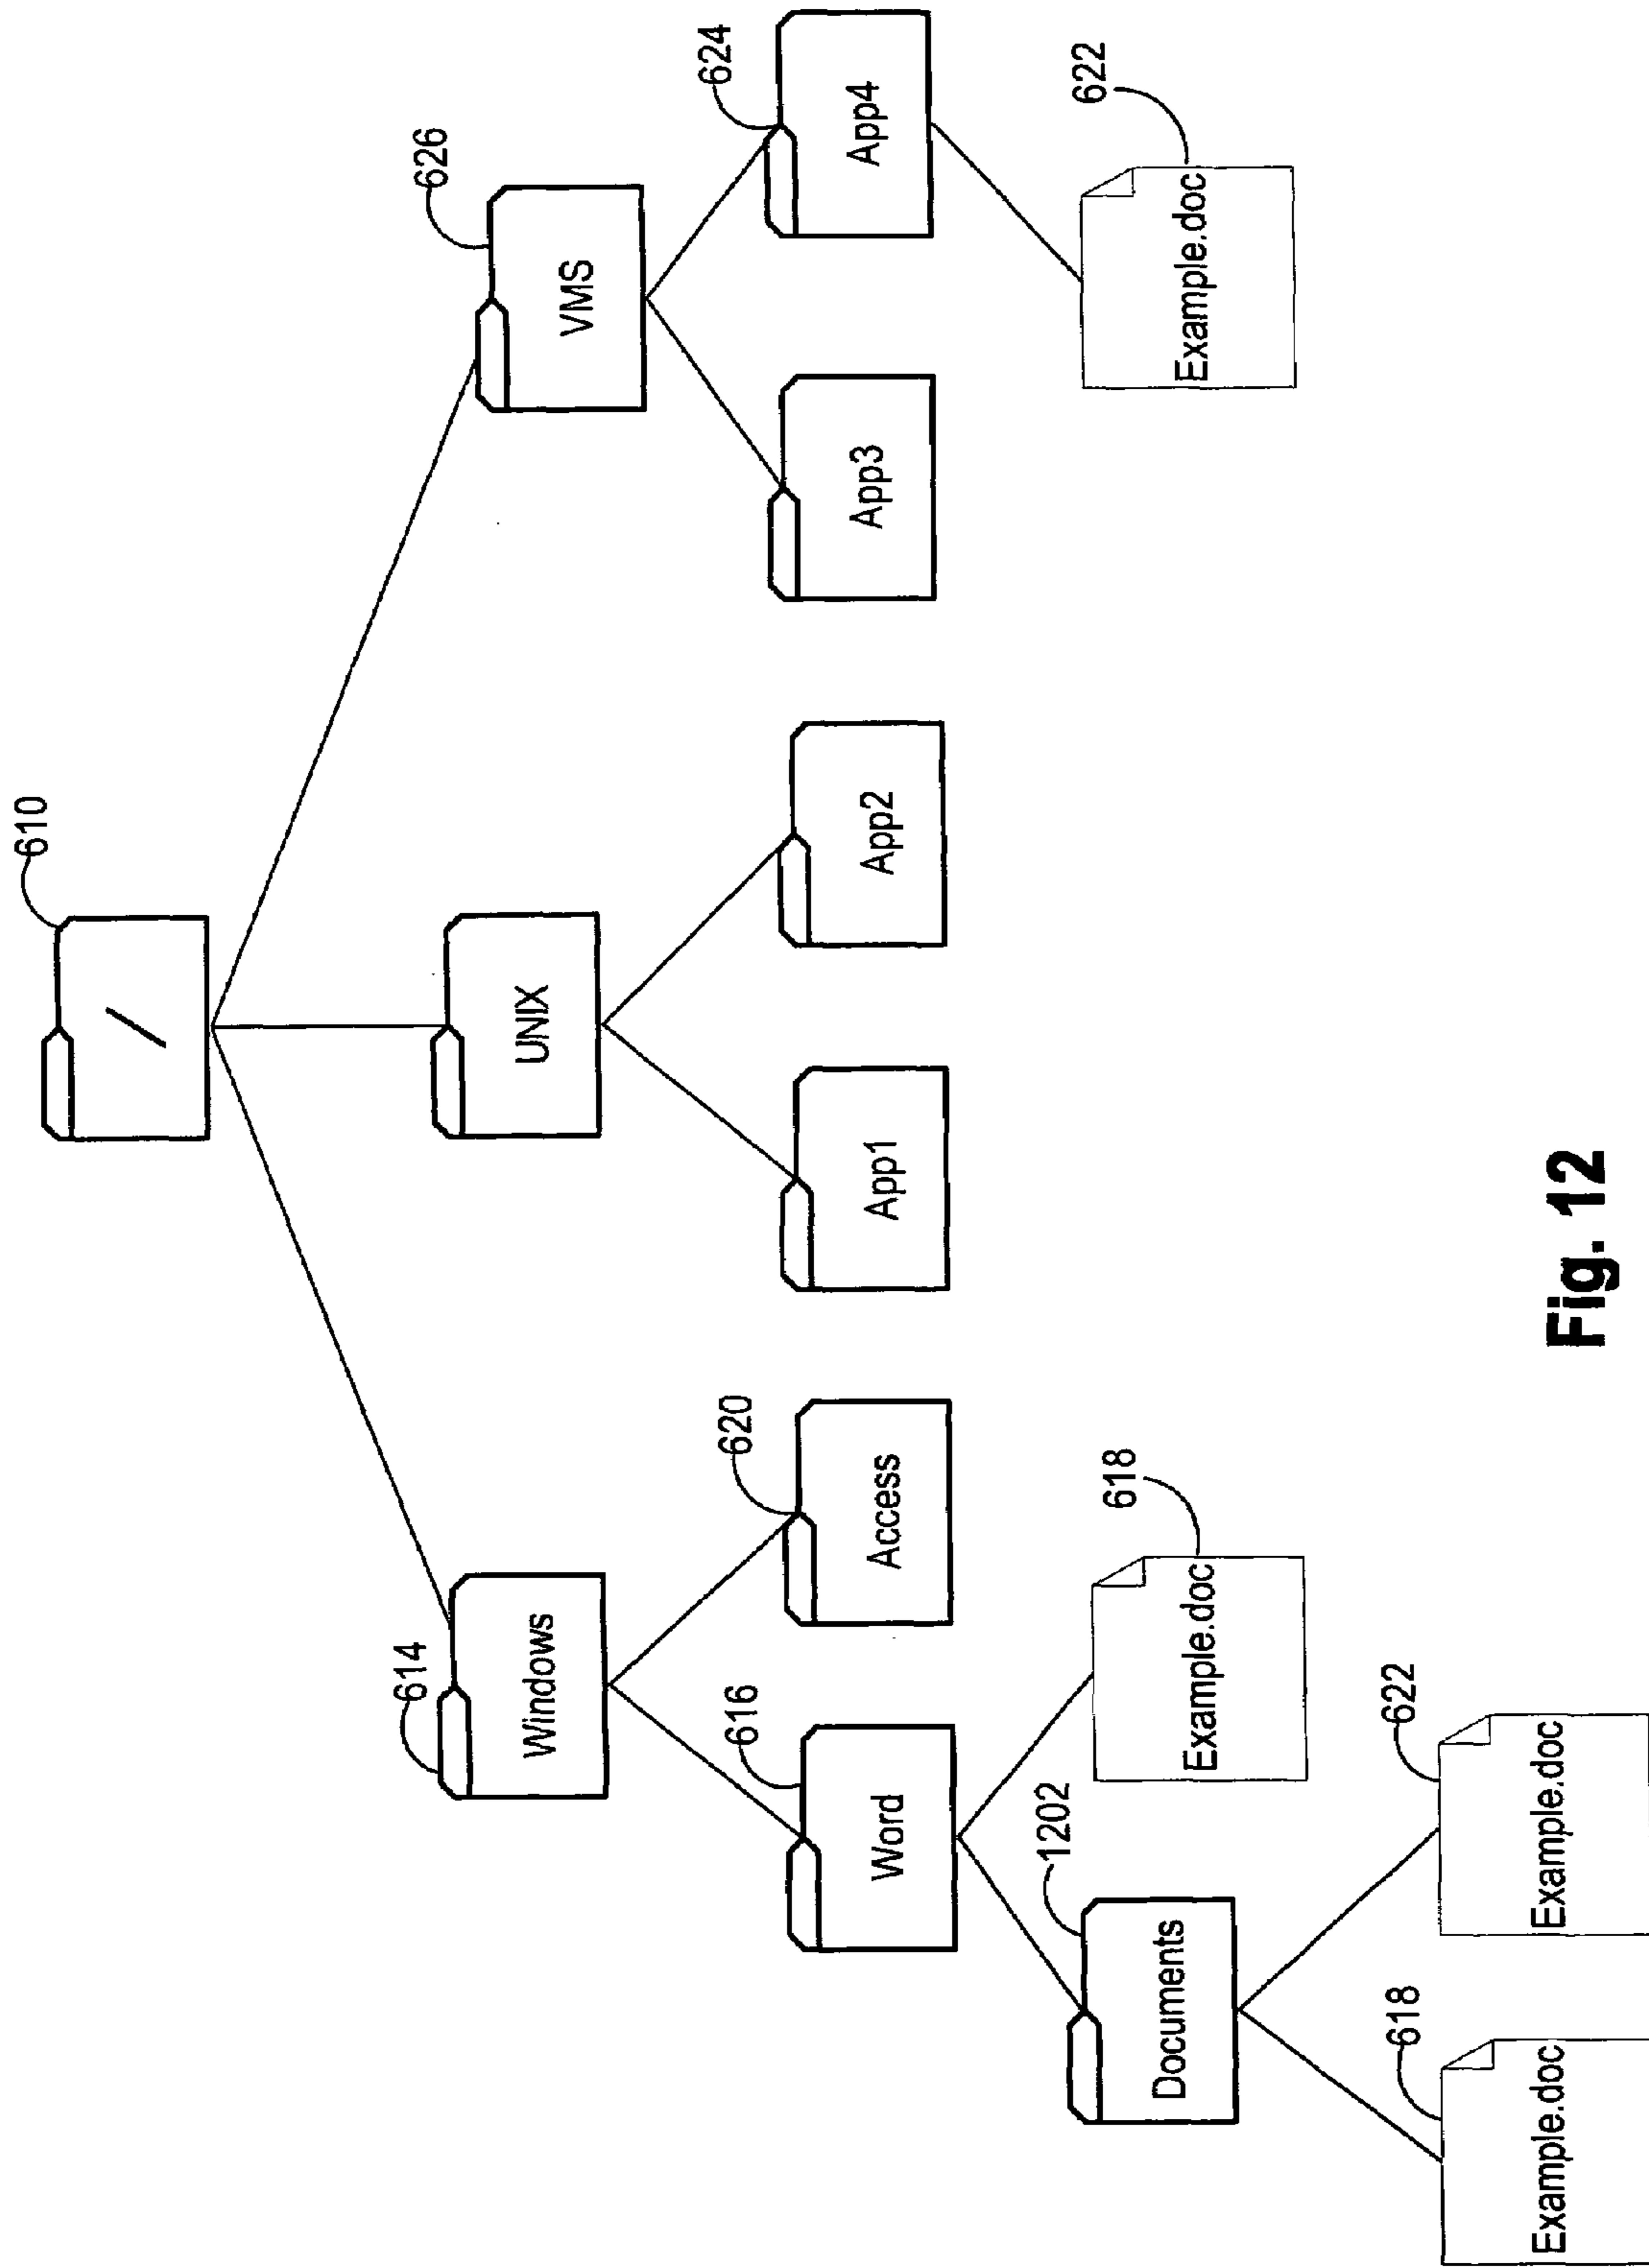 610
/
614
Windows
UNIX
626
VMS
616
Word
620
Access
App1
App2
App3
624
App4
1202
Documents
618
Example.doc
622
Example.doc
618
Example.doc
622
Example.doc
Fig. 12